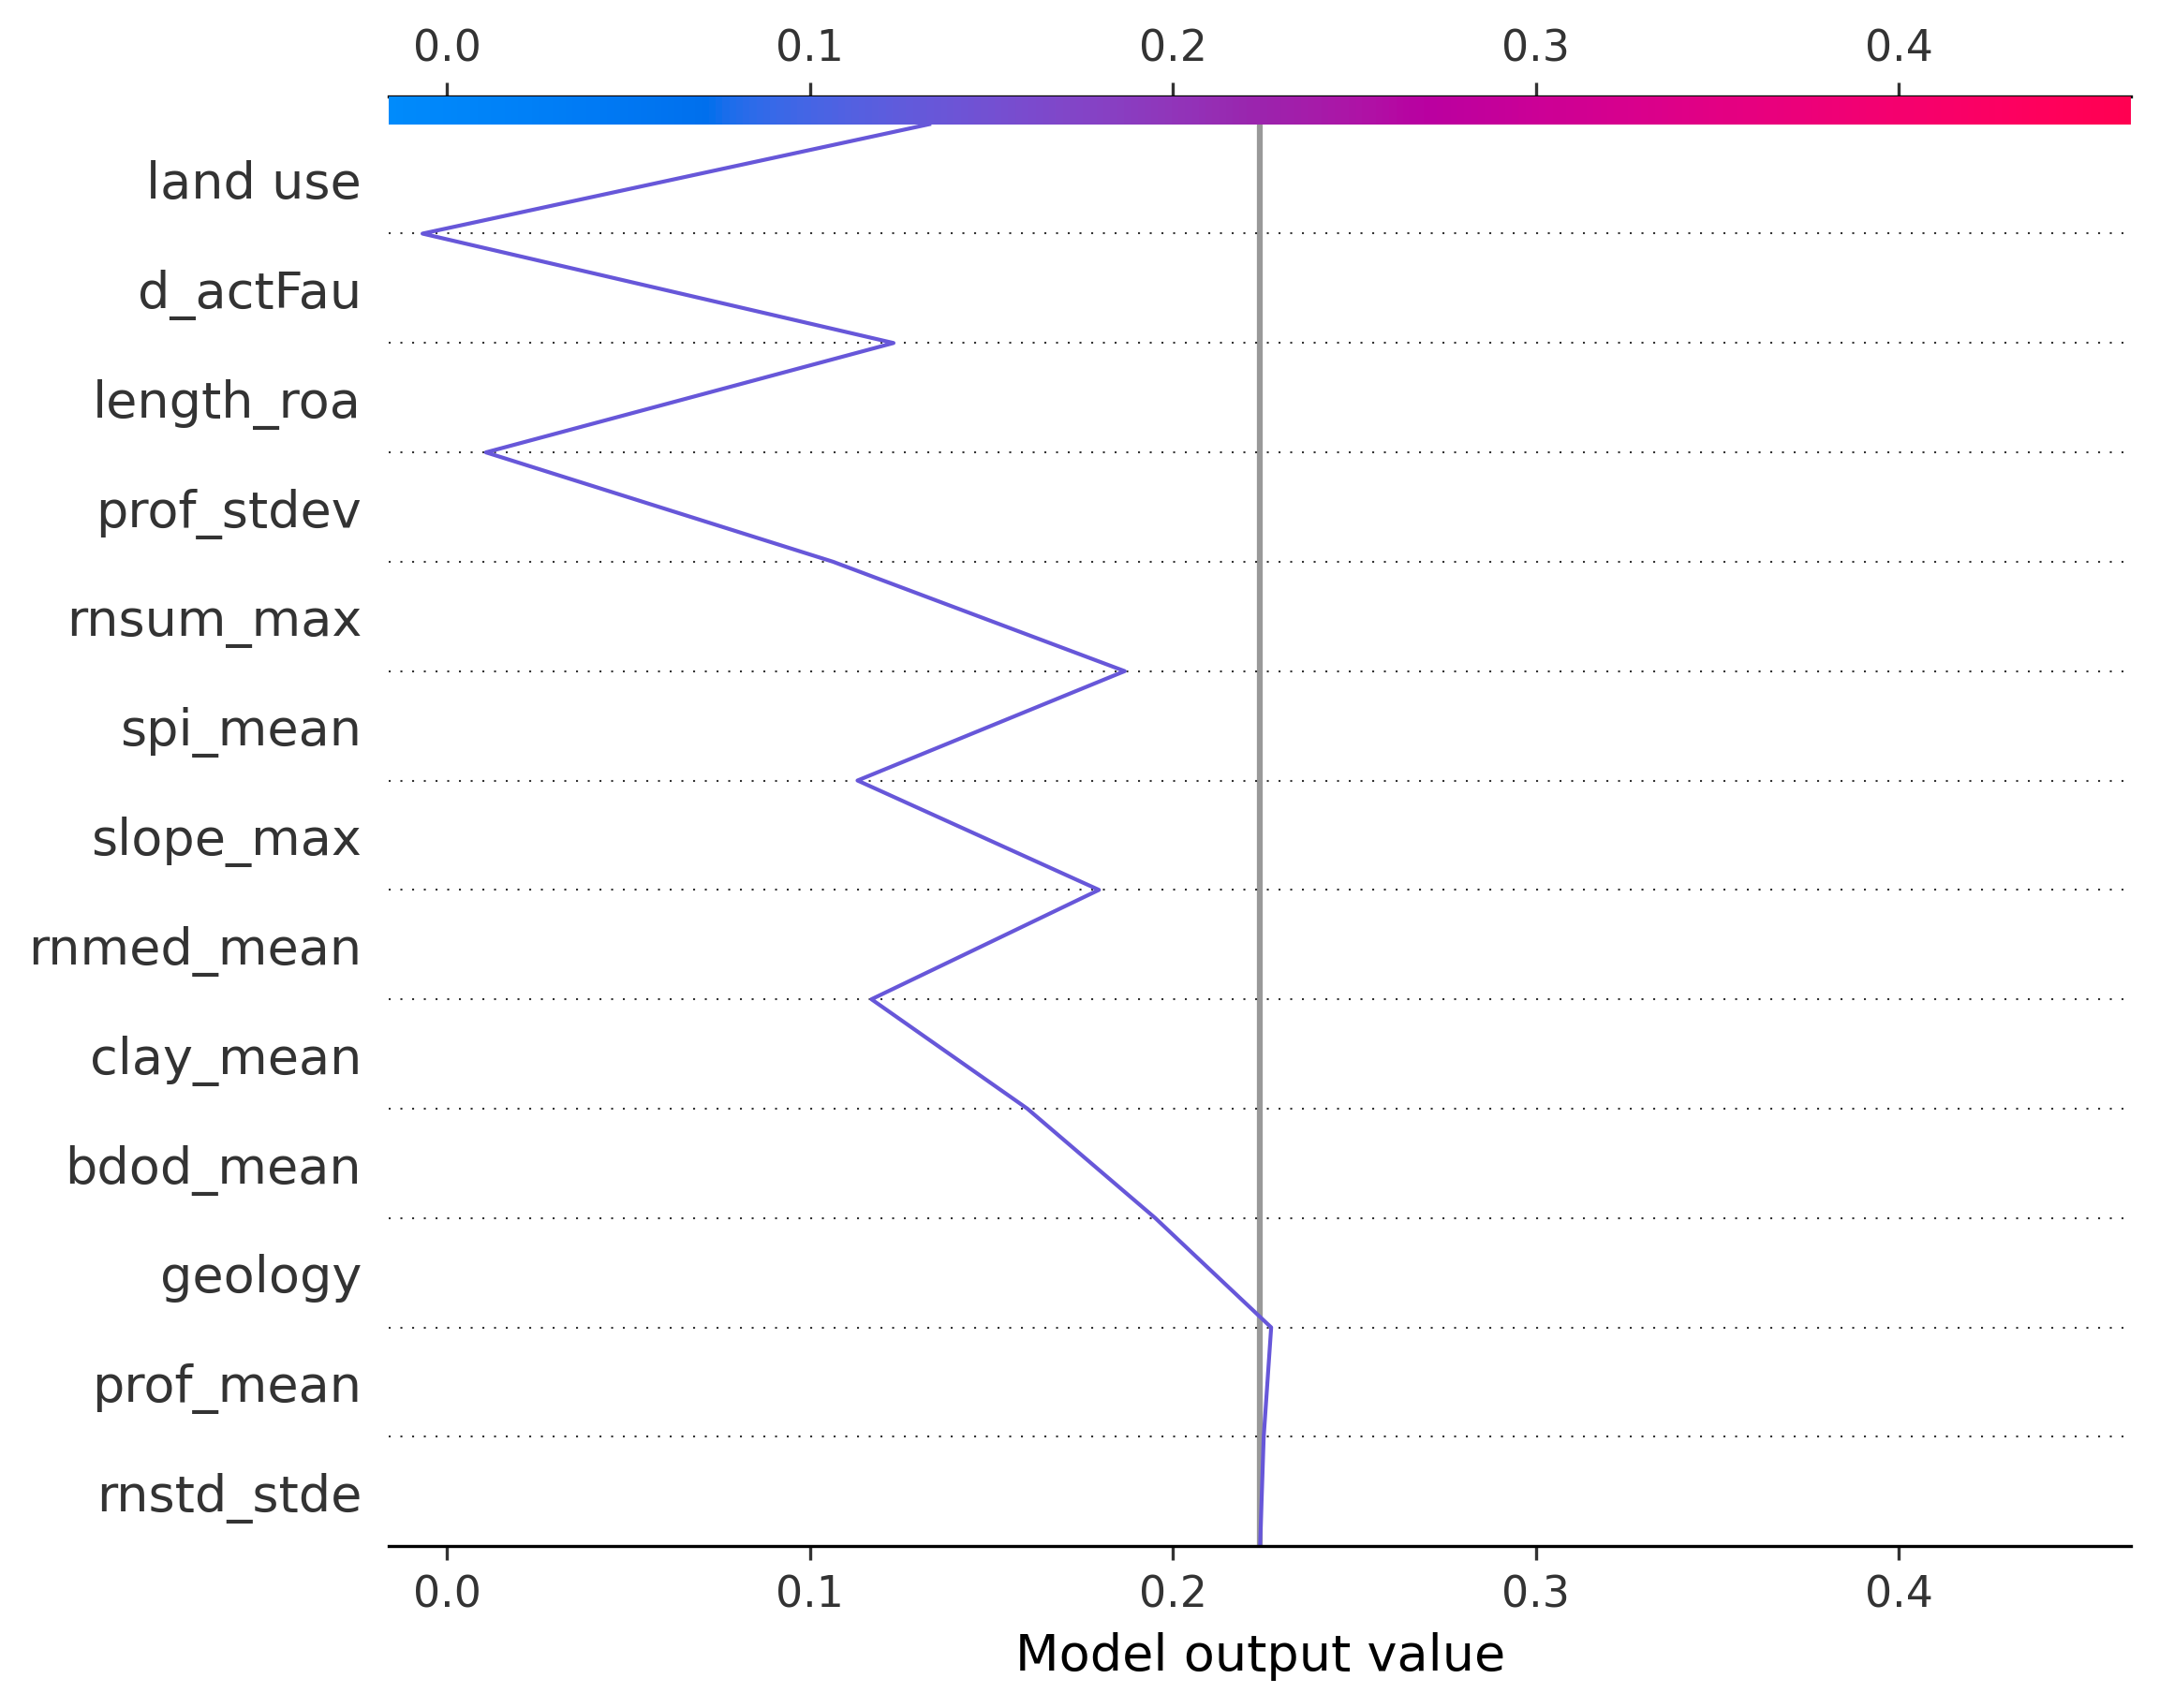 0.0 0.1 0.2 0.3 0.4
land use
d_actFau
length_roa
prof_stdev
rnsum_max
spi_mean
slope_max
rnmed_mean
clay_mean
bdod_mean
geology
prof_mean
rnstd_stde
0.0 0.1 0.2 0.3 0.4
Model output value